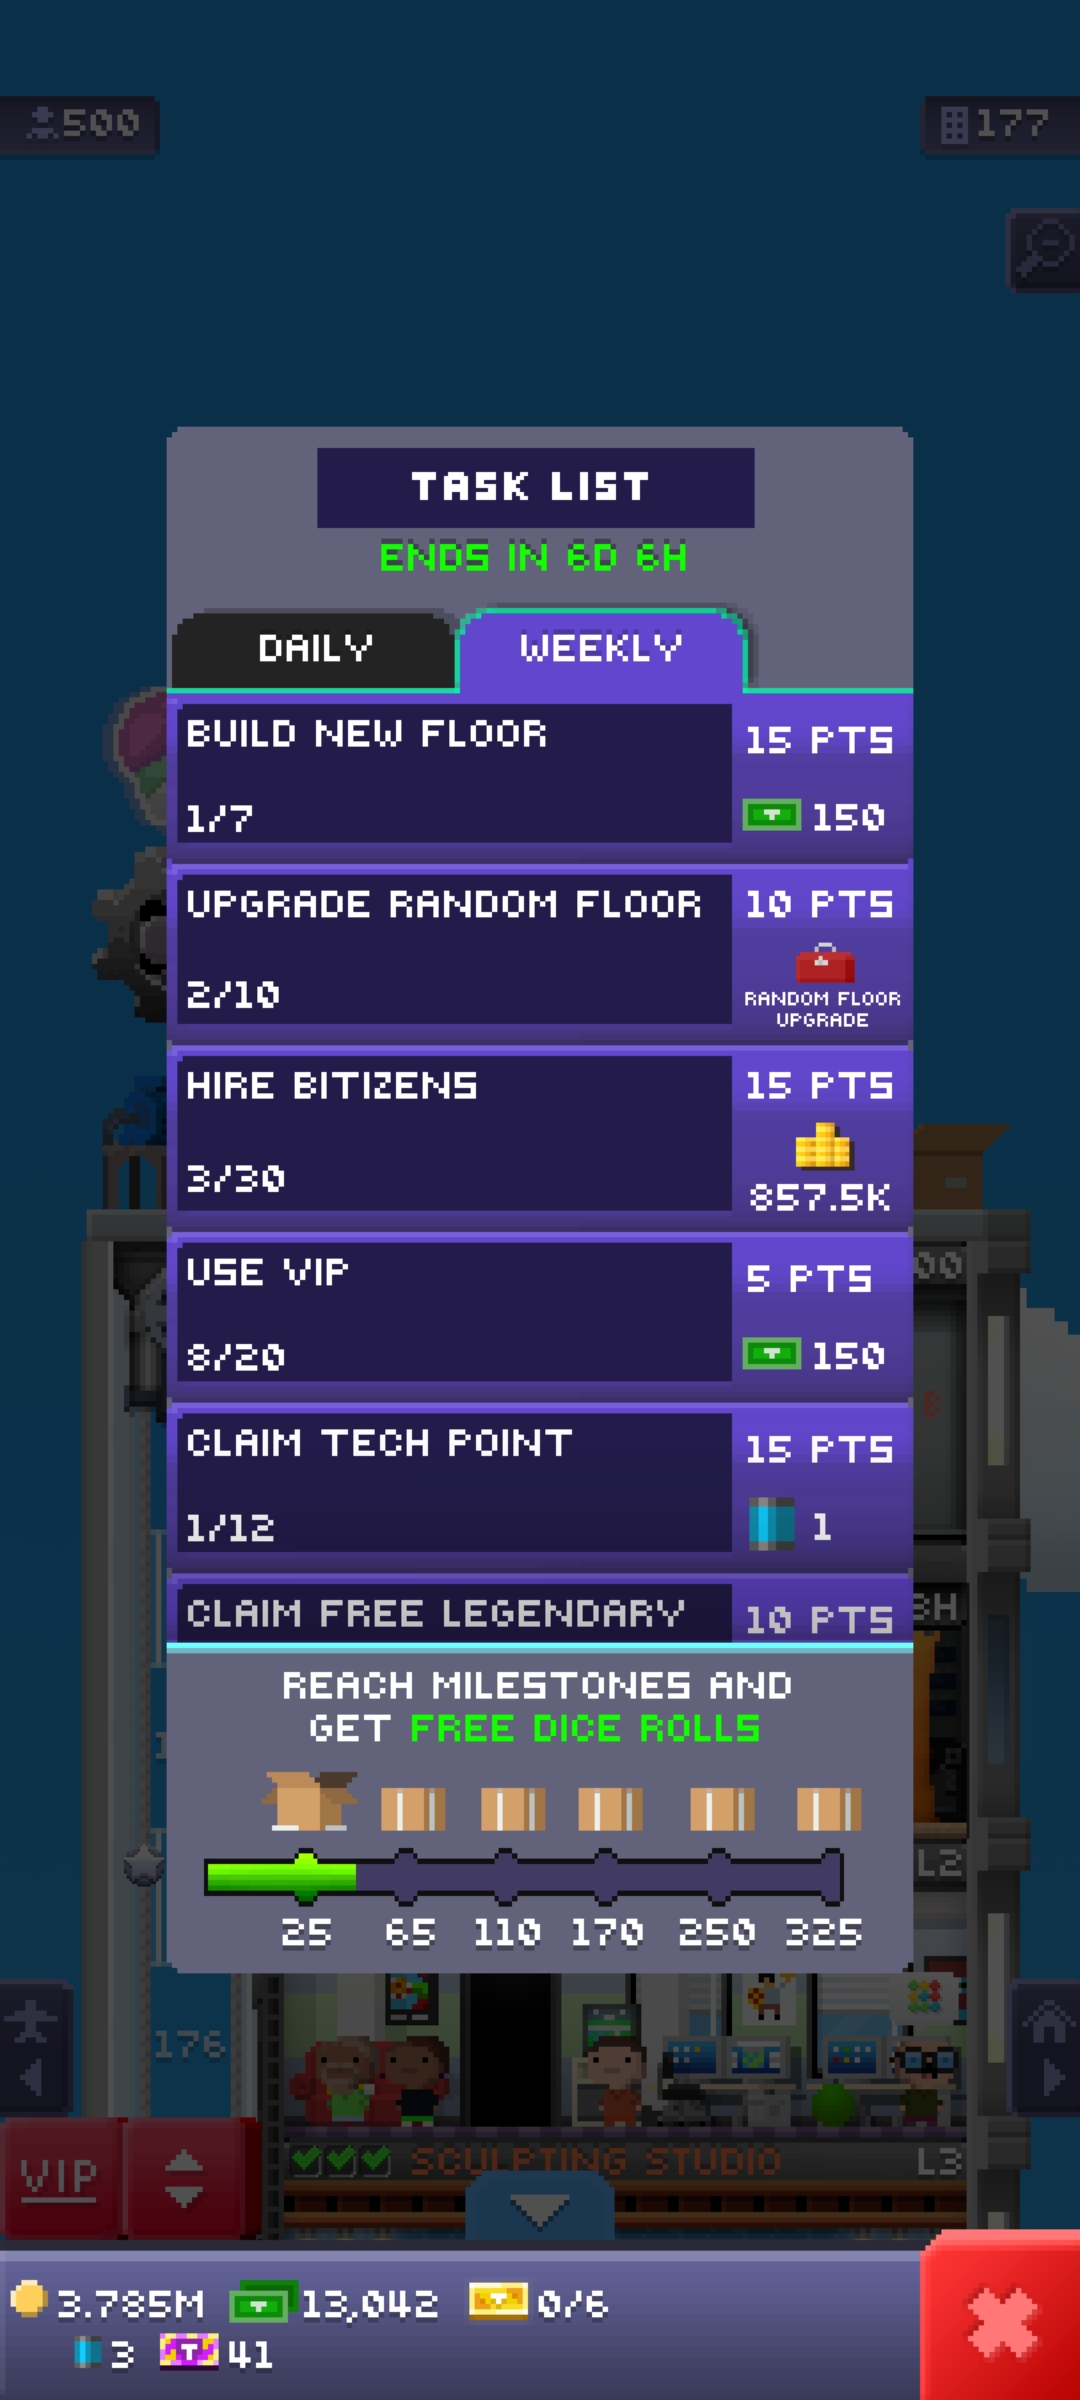 500
177
TASK LIST
ENDS IN 6D 6H
DAILY
WEEKLY
BUILD NEW FLOOR
15 PTS
1/7
150
UPGRADE RANDOM FLOOR
10 PTS
2/10
RANDOM FLOOR
UPGRADE
HIRE BITIZENS
15 PTS
3/30
857.5K
USE VIP
5 PTS
8/20
150
CLAIM TECH POINT
15 PTS
1/12
1
CLAIM FREE LEGENDARY
10 PTS
REACH MILESTONES AND
GET FREE DICE ROLLS
25 65 110 170 250 325
L2
176
VIP
SCULPTING STUDIO
L3
3.785M 13,042 0/6
3 41